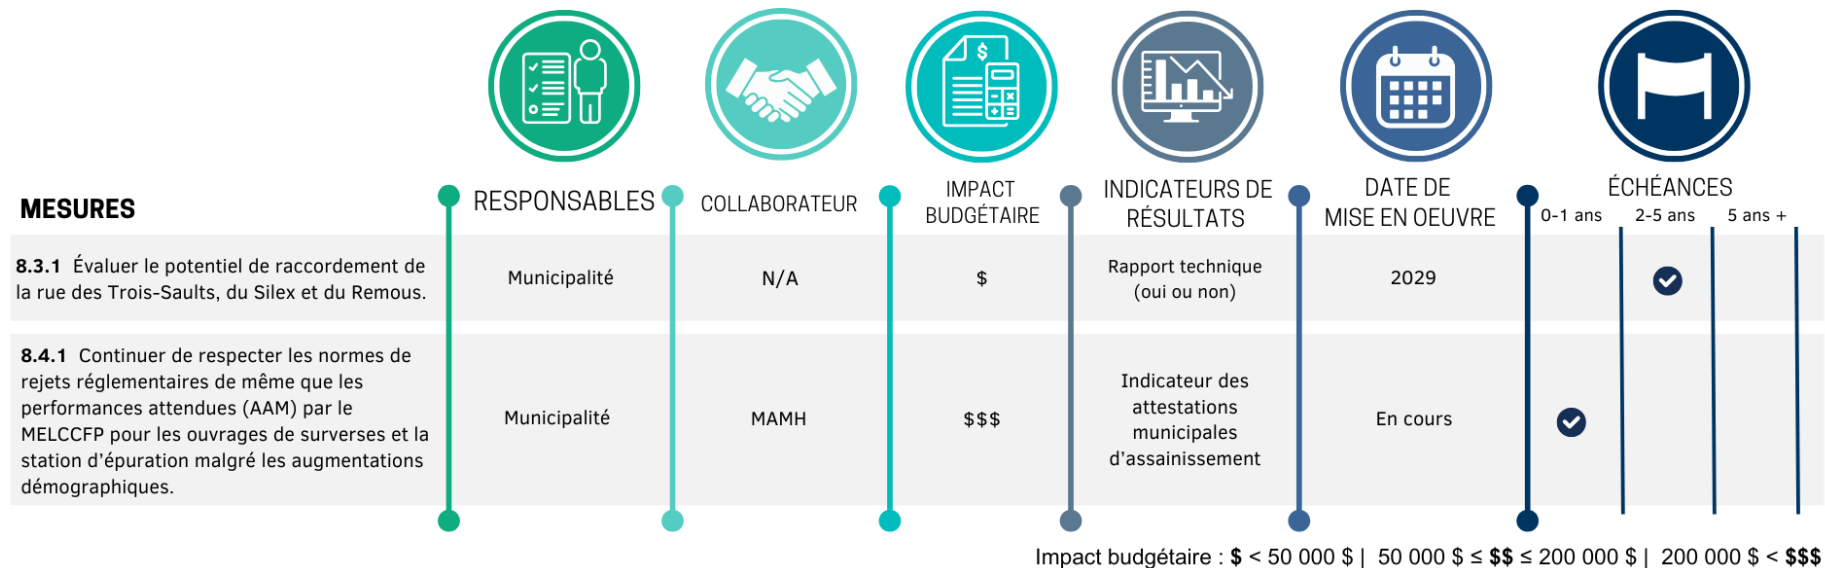 MESURES
RESPONSABLES
COLLABORATEUR
IMPACT
BUDGÉTAIRE
INDICATEURS DE
RÉSULTATS
DATE DE
MISE EN OEUVRE
ÉCHÉANCES
0-1 ans 2-5 ans 5 ans +
8.3.1 Évaluer le potentiel de raccordement de
la rue des Trois-Saults, du Silex et du Remous.
Municipalité
N/A
$
Rapport technique
(oui ou non)
2029
8.4.1 Continuer de respecter les normes de
rejets réglementaires de même que les
performances attendues (AAM) par le
MELCCFP pour les ouvrages de surverses et la
station d'épuration malgré les augmentations
démographiques.
Municipalité
MAMH
$$$
Indicateur des
attestations
municipales
d'assainissement
En cours
Impact budgétaire : $ < 50 000 $ | 50 000 $ ≤ $$ ≤ 200 000 $ | 200 000 $ < $$$